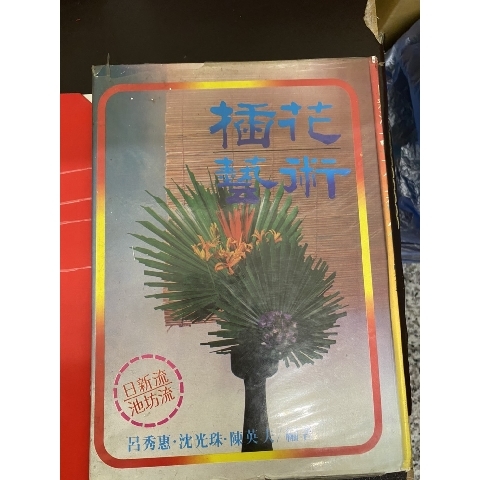 插花
藝術
日新流
池坊流
呂秀惠・沈光珠・陳英夫 編著